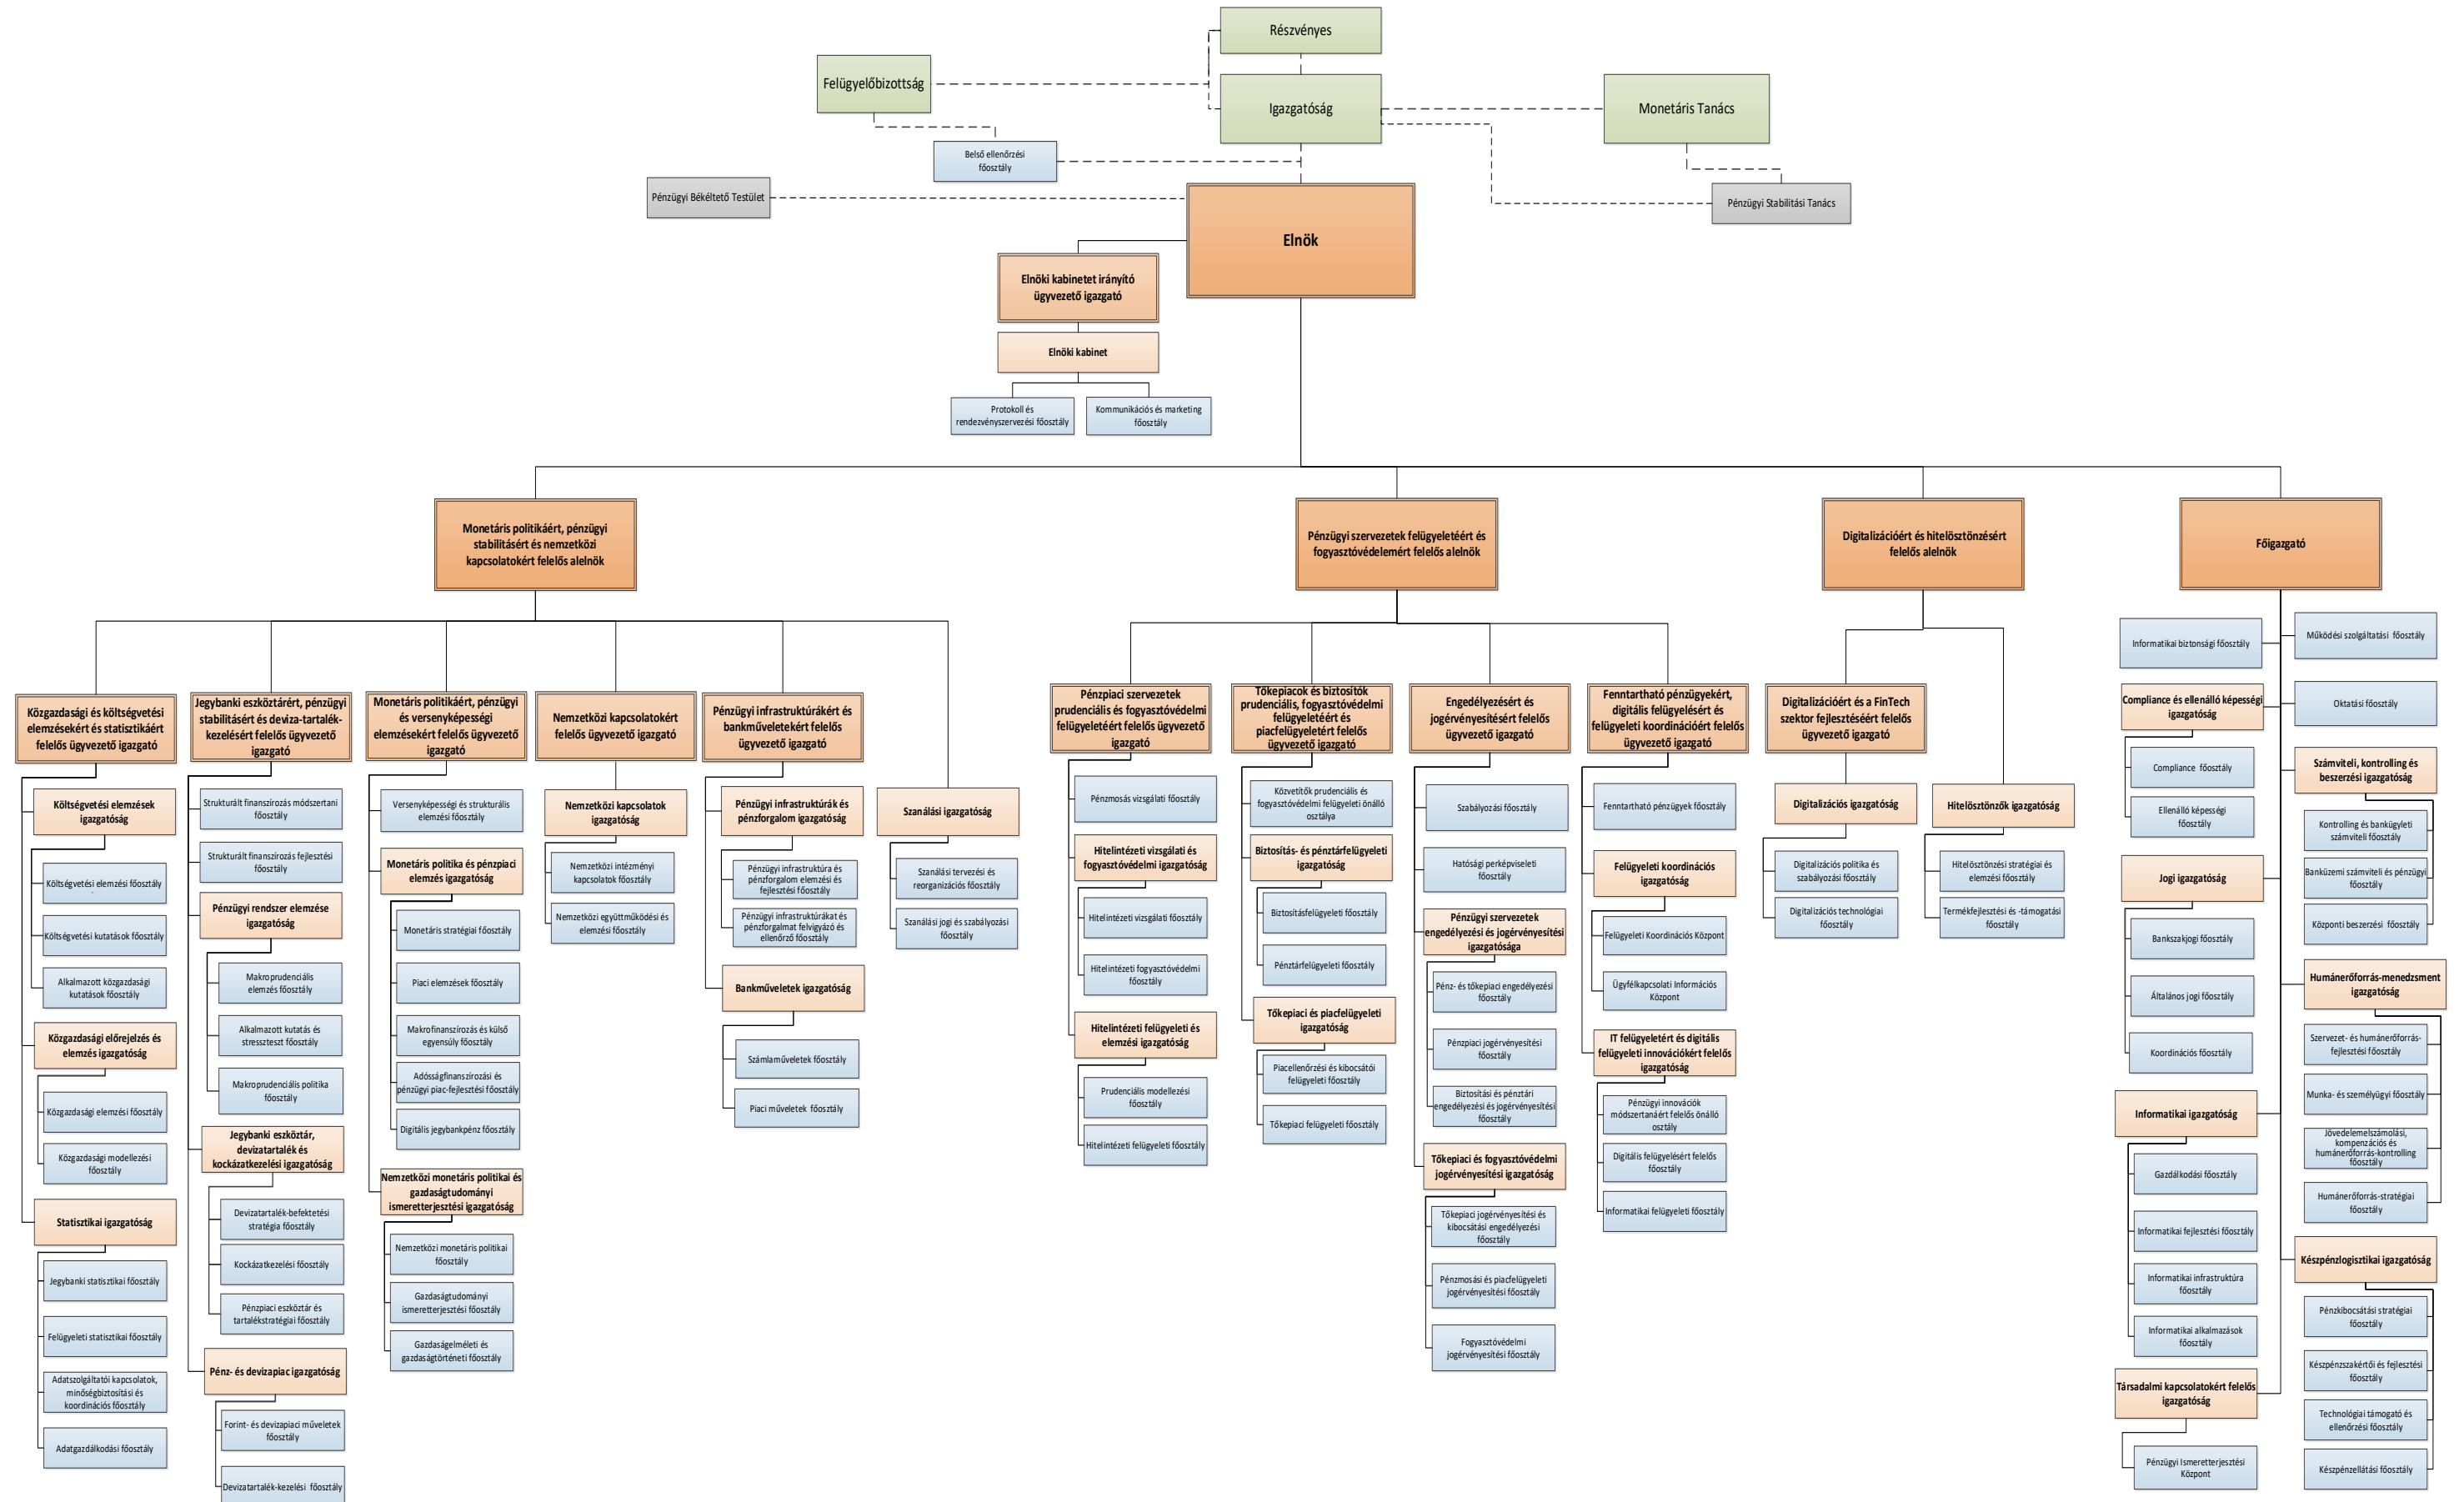 Részvényes
Felügyelőbizottság
Igazgatóság
Monetáris Tanács
Belső ellenőrzési
főosztály
Pénzügyi Békéltető Testület
Pénzügyi Stabilitási Tanács
Elnök
Elnöki kabinetet irányító
ügyvezető igazgató
Elnöki kabinet
Protokoll és
rendezvényszervezési főosztály
Kommunikációs és marketing
főosztály
Monetáris politikáért, pénzügyi
stabilitásért és nemzetközi
kapcsolatokért felelős alelnök
Pénzügyi szervezetek felügyeletéért és
fogyasztóvédelemért felelős alelnök
Digitalizációért és hitelösztönzésért
felelős alelnök
Főigazgató
Közgazdasági és költségvetési
elemzésekért és statisztikáért
felelős ügyvezető igazgató
Költségvetési elemzések
igazgatóság
Költségvetési elemzési főosztály
Költségvetési kutatások főosztály
Alkalmazott közgazdasági
kutatások főosztály
Közgazdasági előrejelzés és
elemzés igazgatóság
Közgazdasági elemzési főosztály
Közgazdasági modellezési
főosztály
Statisztikai igazgatóság
Jegybanki statisztikai főosztály
Felügyeleti statisztikai főosztály
Adatszolgáltatói kapcsolatok,
minőségbiztosítási és
koordinációs főosztály
Adatgazdálkodási főosztály
Jegybanki eszköztárért, pénzügyi
stabilitásért és deviza-tartalék-
kezelésért felelős ügyvezető
igazgató
Strukturált finanszírozás módszertani
főosztály
Strukturált finanszírozás fejlesztési
főosztály
Pénzügyi rendszer elemzése
igazgatóság
Makroprudenciális
elemzés főosztály
Alkalmazott kutatás és
stresszteszt főosztály
Makroprudenciális politika
főosztály
Jegybanki eszköztár,
devizatartalék és
kockázatkezelési igazgatóság
Devizatartalék-befektetési
stratégia főosztály
Kockázatkezelési főosztály
Pénzpiaci eszköztár és
tartalékstratégiai főosztály
Pénz- és devizapiac igazgatóság
Forint- és devizapiaci műveletek
főosztály
Devizatartalék-kezelési főosztály
Monetáris politikáért, pénzügyi
és versenyképességi
elemzésekért felelős ügyvezető
igazgató
Versenyképességi és strukturális
elemzési főosztály
Monetáris politika és pénzpiaci
elemzés igazgatóság
Monetáris stratégiai főosztály
Piaci elemzések főosztály
Makrofinanszírozás és külső
egyensúly főosztály
Adósságfinanszírozási és
pénzügyi piac-fejlesztési főosztály
Digitális jegybankpénz főosztály
Nemzetközi monetáris politikai és
gazdaságtudományi
ismeretterjesztési igazgatóság
Nemzetközi monetáris politikai
főosztály
Gazdaságtudományi
ismeretterjesztési főosztály
Gazdaságelméleti és
gazdaságtörténeti főosztály
Nemzetközi kapcsolatokért
felelős ügyvezető igazgató
Nemzetközi kapcsolatok
igazgatóság
Nemzetközi intézményi
kapcsolatok főosztály
Nemzetközi együttműködési és
elemzési főosztály
Pénzügyi infrastruktúrákért és
bankműveletekért felelős
ügyvezető igazgató
Pénzügyi infrastruktúrák és
pénzforgalom igazgatóság
Pénzügyi infrastruktúra és
pénzforgalom elemzési és
fejlesztési főosztály
Pénzügyi infrastruktúrákat és
pénzforgalmat felvigyázó és
ellenőrző főosztály
Bankműveletek igazgatóság
Számlaműveletek főosztály
Piaci műveletek főosztály
Szanálási igazgatóság
Szanálási tervezési és
reorganizációs főosztály
Szanálási jogi és szabályozási
főosztály
Pénzpiaci szervezetek
prudenciális és fogyasztóvédelmi
felügyeletéért felelős ügyvezető
igazgató
Pénzmosás vizsgálati főosztály
Hitelintézeti vizsgálati és
fogyasztóvédelmi igazgatóság
Hitelintézeti vizsgálati főosztály
Hitelintézeti fogyasztóvédelmi
főosztály
Hitelintézeti felügyeleti és
elemzési igazgatóság
Prudenciális modellezési
főosztály
Hitelintézeti felügyeleti főosztály
Tőkepiacok és biztosítók
prudenciális, fogyasztóvédelmi
felügyeletéért és
piacfelügyeletért felelős
ügyvezető igazgató
Közvetítők prudenciális és
fogyasztóvédelmi felügyeleti önálló
osztálya
Biztosítás- és pénztárfelügyeleti
igazgatóság
Biztosításfelügyeleti főosztály
Pénztárfelügyeleti főosztály
Tőkepiaci és piacfelügyeleti
igazgatóság
Piacellenőrzési és kibocsátói
felügyeleti főosztály
Tőkepiaci felügyeleti főosztály
Engedélyezésért és
jogérvényesítésért felelős
ügyvezető igazgató
Szabályozási főosztály
Hatósági perképviseleti
főosztály
Pénzügyi szervezetek
engedélyezési és jogérvényesítési
igazgatósága
Pénz- és tőkepiaci engedélyezési
főosztály
Pénzpiaci jogérvényesítési
főosztály
Biztosítási és pénztári
engedélyezési és jogérvényesítési
főosztály
Tőkepiaci és fogyasztóvédelmi
jogérvényesítési igazgatóság
Tőkepiaci jogérvényesítési és
kibocsátási engedélyezési
főosztály
Pénzmosási és piacfelügyeleti
jogérvényesítési főosztály
Fogyasztóvédelmi
jogérvényesítési főosztály
Fenntartható pénzügyekért,
digitális felügyelésért és
felügyeleti koordinációért felelős
ügyvezető igazgató
Fenntartható pénzügyek főosztály
Felügyeleti koordinációs
igazgatóság
Felügyeleti Koordinációs Központ
Ügyfélkapcsolati Információs
Központ
IT felügyeletért és digitális
felügyeleti innovációkért felelős
igazgatóság
Pénzügyi innovációk
módszertanáért felelős önálló
osztály
Digitális felügyelésért felelős
főosztály
Informatikai felügyeleti főosztály
Digitalizációért és a FinTech
szektor fejlesztéséért felelős
ügyvezető igazgató
Digitalizációs igazgatóság
Digitalizációs politika és
szabályozási főosztály
Digitalizációs technológiai
főosztály
Hitelösztönzők igazgatóság
Hitelösztönzési stratégiai és
elemzési főosztály
Termékfejlesztési és -támogatási
főosztály
Informatikai biztonsági főosztály
Compliance és ellenálló képességi
igazgatóság
Compliance főosztály
Ellenálló képességi
főosztály
Jogi igazgatóság
Bankszakjogi főosztály
Általános jogi főosztály
Koordinációs főosztály
Informatikai igazgatóság
Gazdálkodási főosztály
Informatikai fejlesztési főosztály
Informatikai infrastruktúra
főosztály
Informatikai alkalmazások
főosztály
Társadalmi kapcsolatokért felelős
igazgatóság
Pénzügyi Ismeretterjesztési
Központ
Működési szolgáltatási főosztály
Oktatási főosztály
Számviteli, kontrolling és
beszerzési igazgatóság
Kontrolling és bankügyleti
számviteli főosztály
Banküzemi számviteli és pénzügyi
főosztály
Központi beszerzési főosztály
Humánerőforrás-menedzsment
igazgatóság
Szervezet- és humánerőforrás-
fejlesztési főosztály
Munka- és személyügyi főosztály
Jövedelemelszámolási,
kompenzációs és
humánerőforrás-kontrolling
főosztály
Humánerőforrás-stratégiai
főosztály
Készpénzlogisztikai igazgatóság
Pénzkibocsátási stratégiai
főosztály
Készpénzszakértői és fejlesztési
főosztály
Technológiai támogató és
ellenőrzési főosztály
Készpénzellátási főosztály